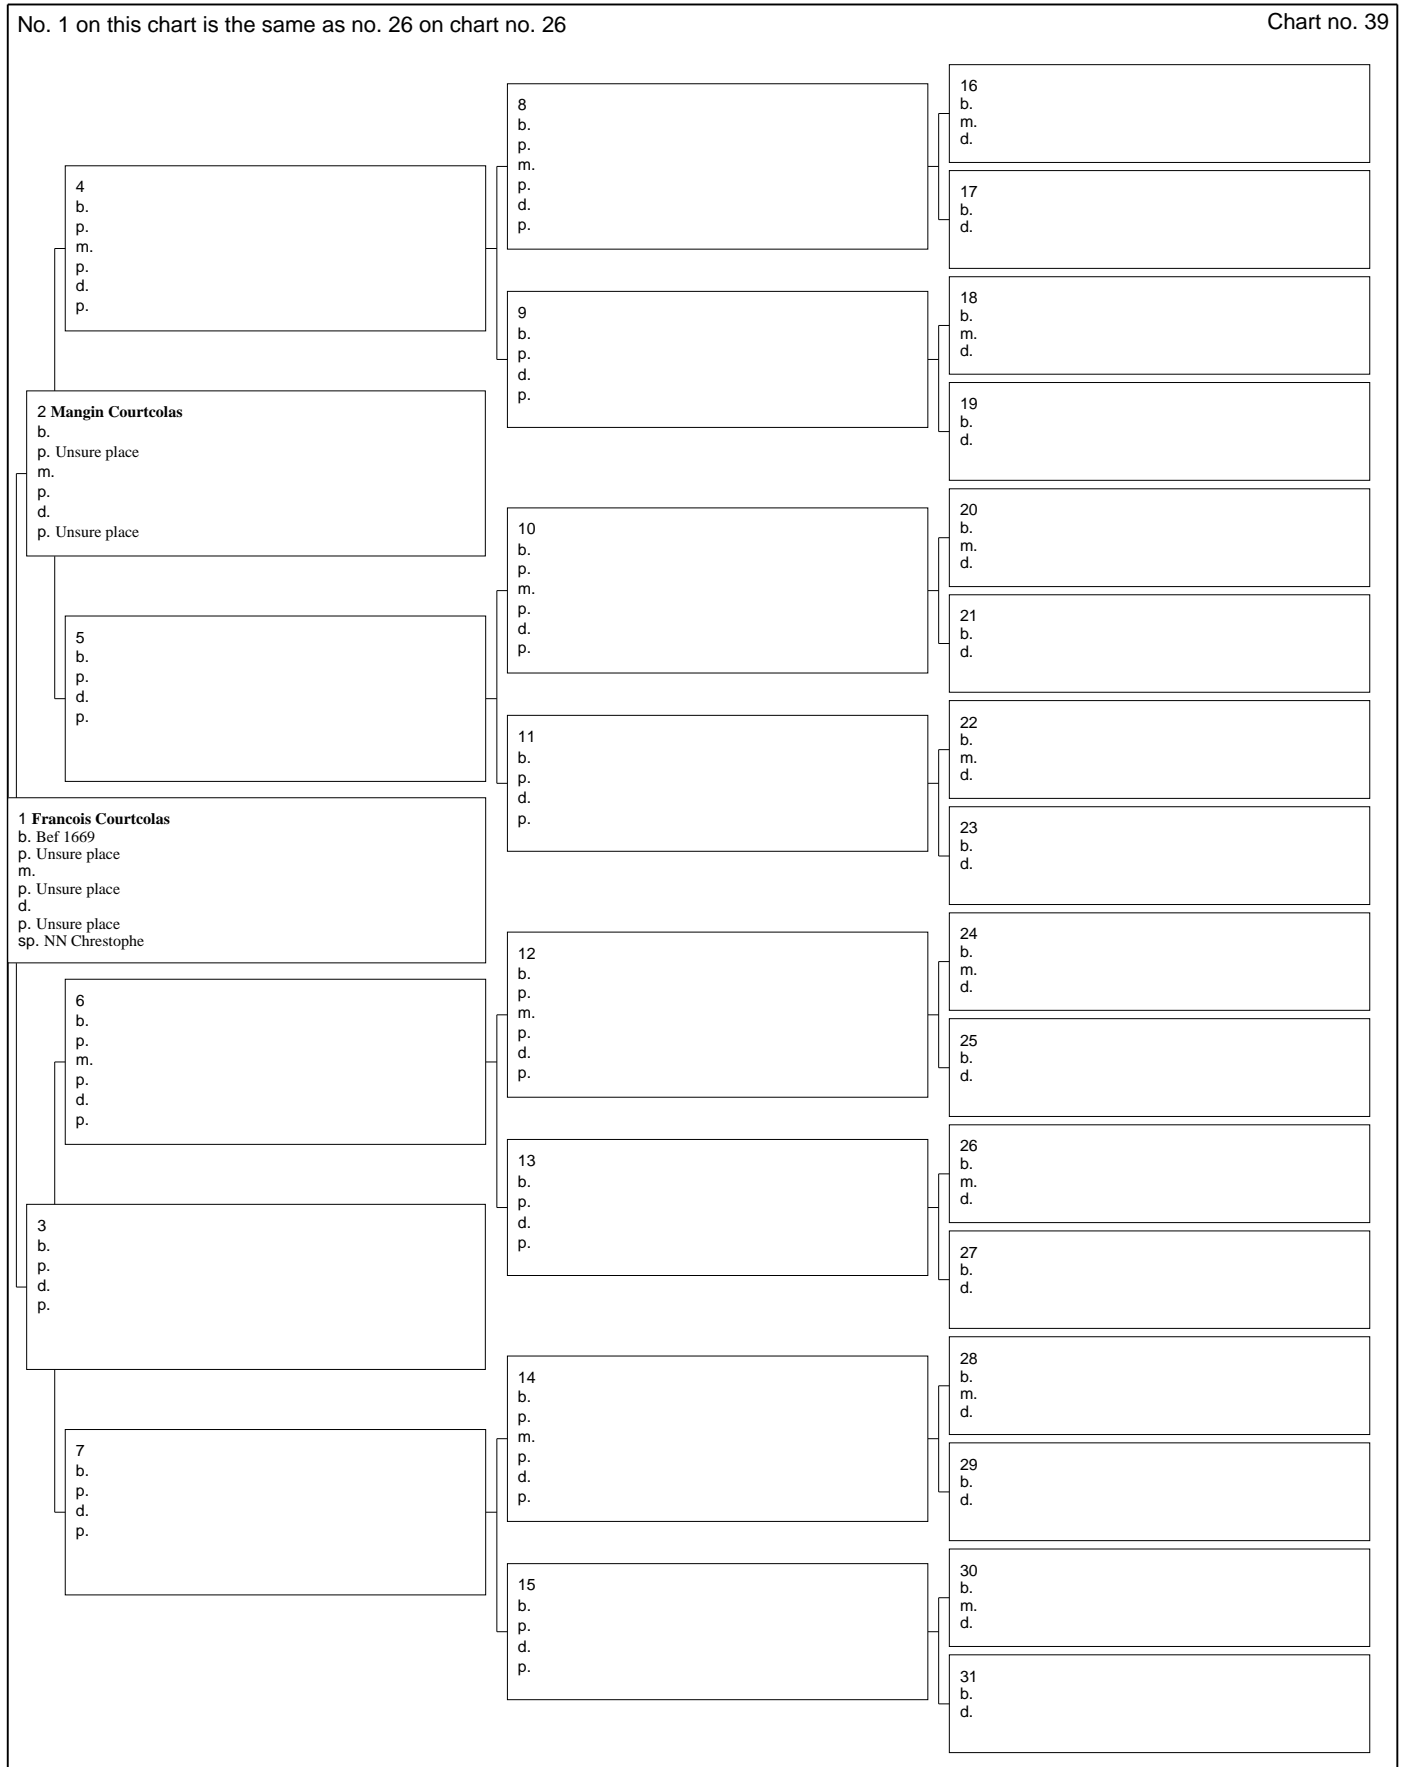 No. 1 on this chart is the same as no. 26 on chart no. 26
Chart no. 39
16
b.
m.
d.
8
b.
p.
m.
p.
d.
p.
17
b.
d.
4
b.
p.
m.
p.
d.
p.
18
b.
m.
d.
9
b.
p.
d.
p.
19
b.
d.
2 Mangin Courtcolas
b.
p. Unsure place
m.
p.
d.
p. Unsure place
20
b.
m.
d.
10
b.
p.
m.
p.
d.
p.
21
b.
d.
5
b.
p.
d.
p.
22
b.
m.
d.
11
b.
p.
d.
p.
23
b.
d.
1 Francois Courtcolas
b. Bef 1669
p. Unsure place
m.
p. Unsure place
d.
p. Unsure place
sp. NN Chrestophe
24
b.
m.
d.
12
b.
p.
m.
p.
d.
p.
25
b.
d.
6
b.
p.
m.
p.
d.
p.
26
b.
m.
d.
13
b.
p.
d.
p.
27
b.
d.
3
b.
p.
d.
p.
28
b.
m.
d.
14
b.
p.
m.
p.
d.
p.
29
b.
d.
7
b.
p.
d.
p.
30
b.
m.
d.
15
b.
p.
d.
p.
31
b.
d.